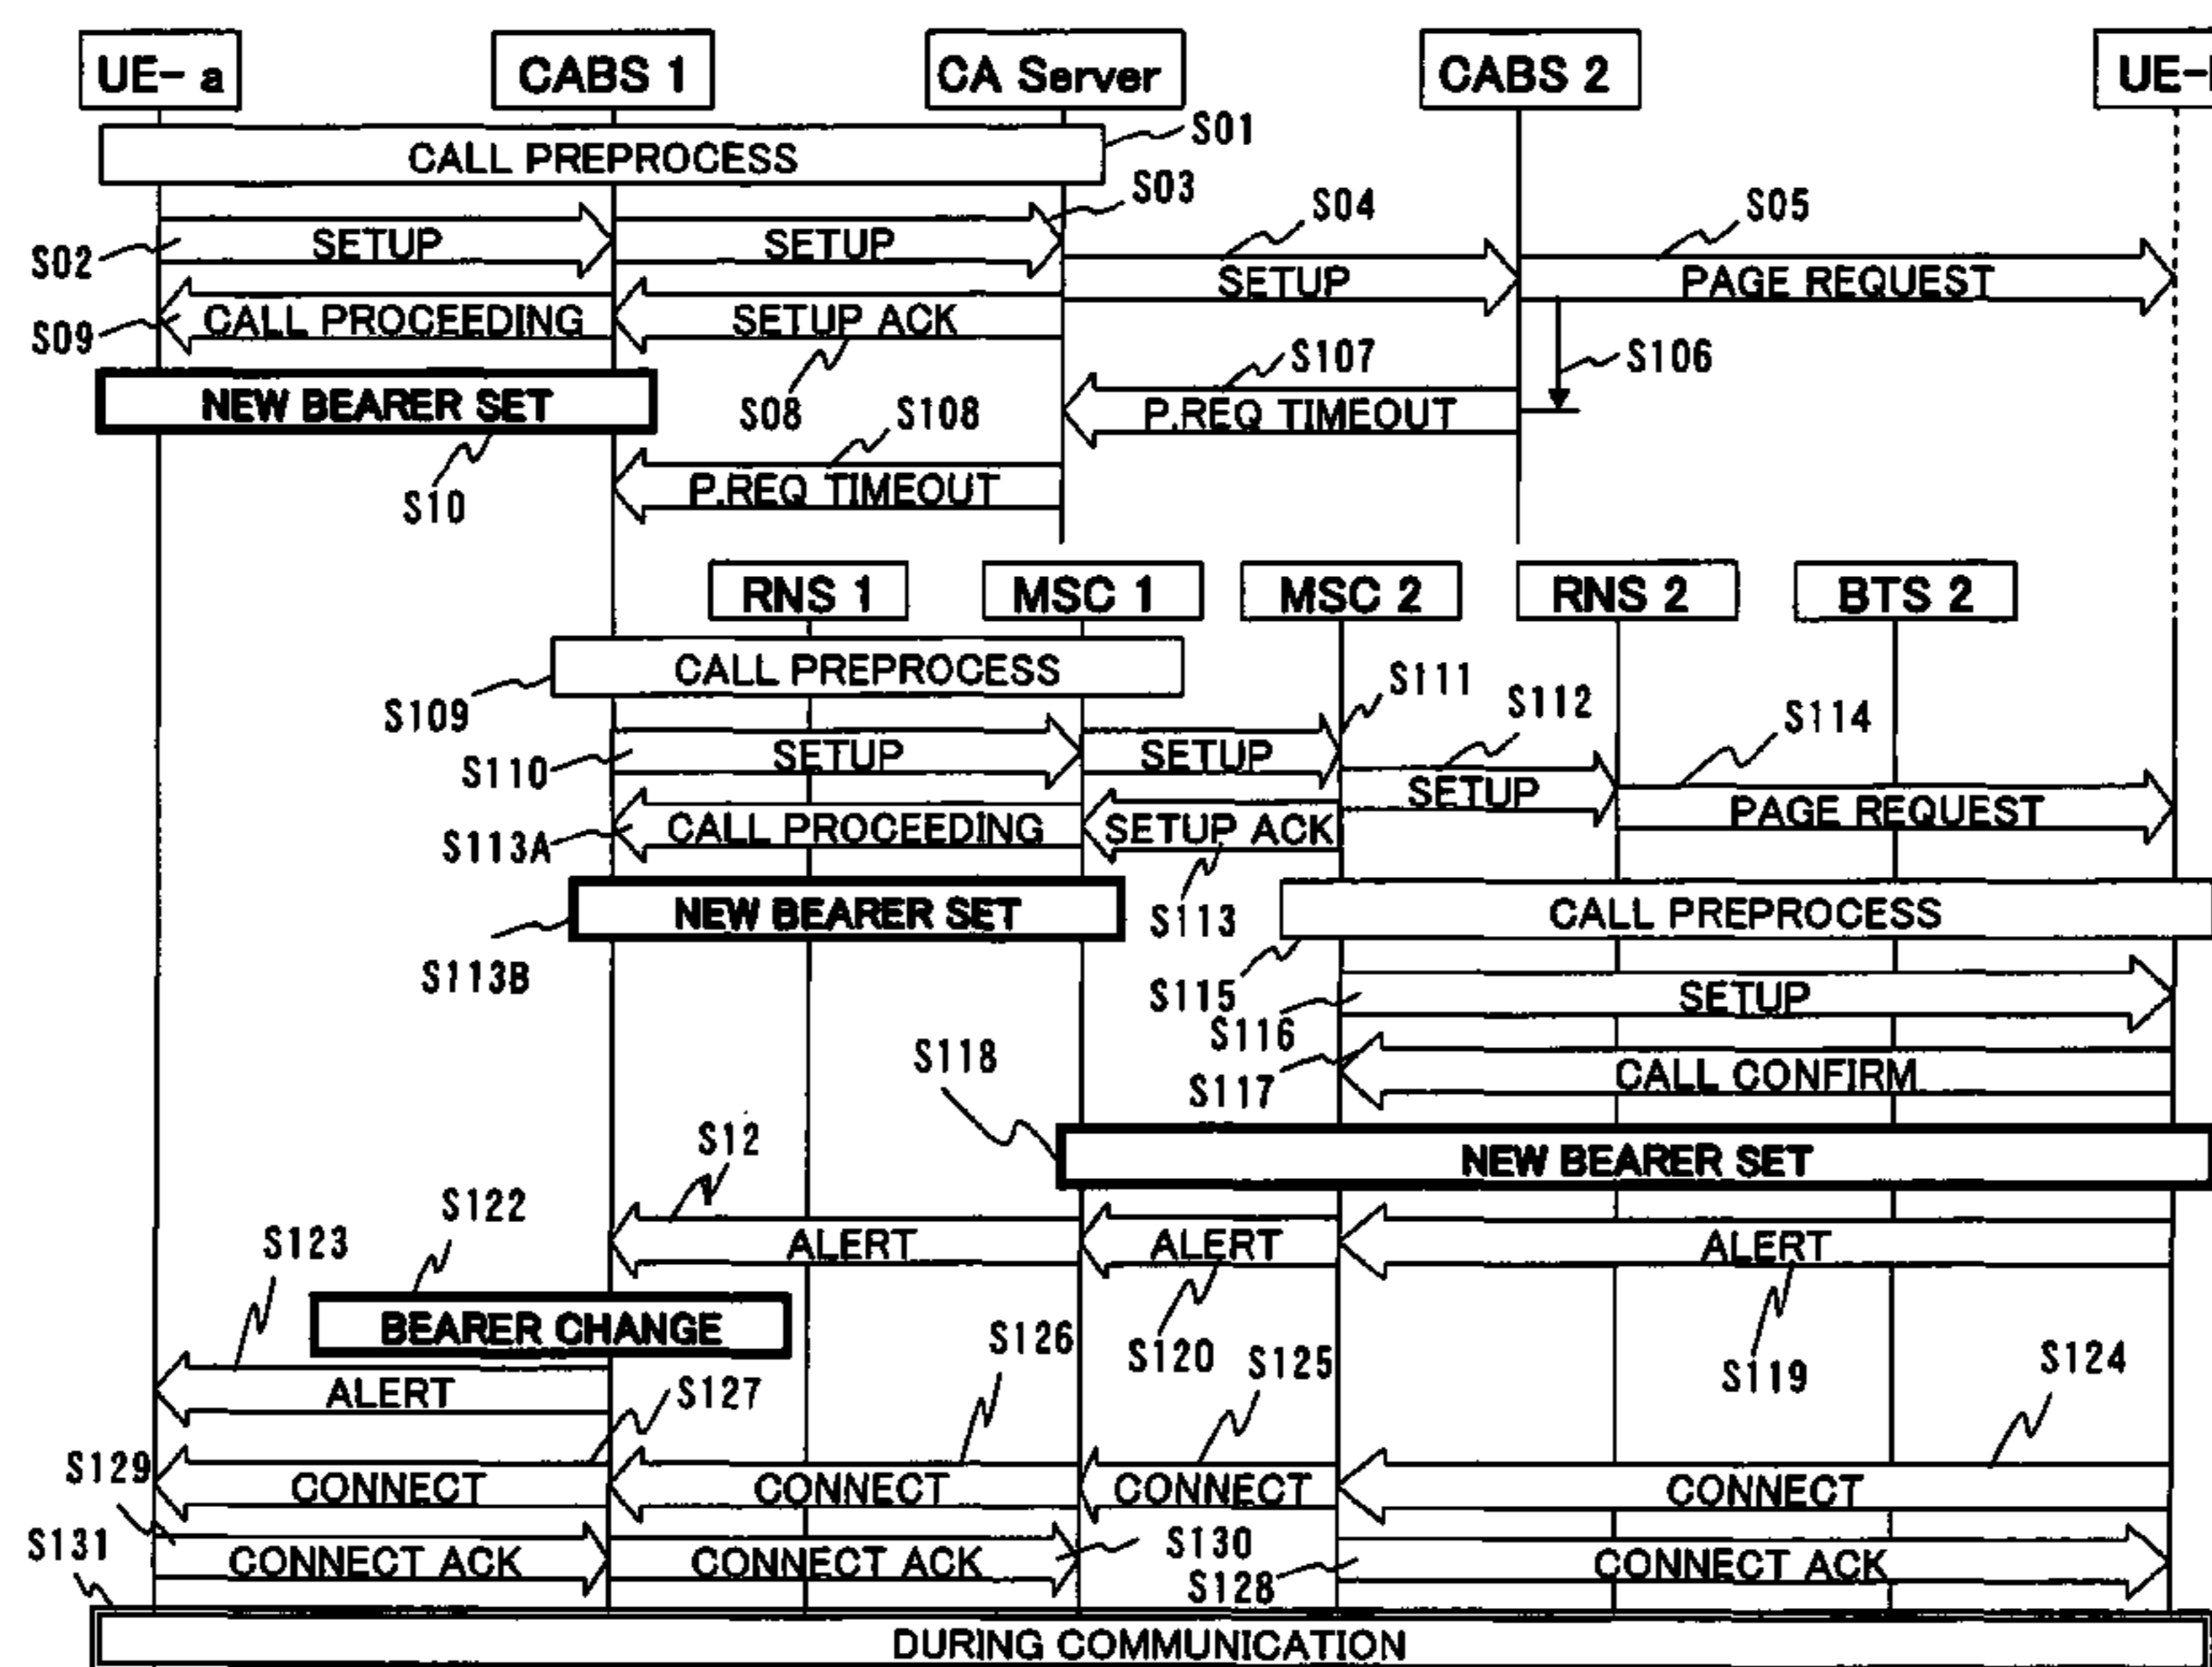 UE- a
CABS 1
CA Server
CABS 2
UE-
CALL PREPROCESS
S01
S03
S02
SETUP
SETUP
S04
SETUP
S05
PAGE REQUEST
S09
CALL PROCEEDING
SETUP ACK
S08
S107
S106
NEW BEARER SET
S10
P.REQ TIMEOUT
S108
P.REQ TIMEOUT
RNS 1
MSC 1
MSC 2
RNS 2
BTS 2
CALL PREPROCESS
S109
S111
S112
S114
S110
SETUP
SETUP
SETUP
PAGE REQUEST
S113A
CALL PROCEEDING
SETUP ACK
S113
NEW BEARER SET
S113B
CALL PREPROCESS
S115
S116
SETUP
S118
S117
CALL CONFIRM
NEW BEARER SET
S12
S122
S123
ALERT
ALERT
ALERT
S120
S119
BEARER CHANGE
S126
S125
S124
ALERT
S127
S129
CONNECT
CONNECT
CONNECT
CONNECT
S131
CONNECT ACK
CONNECT ACK
S130
S128
CONNECT ACK
DURING COMMUNICATION